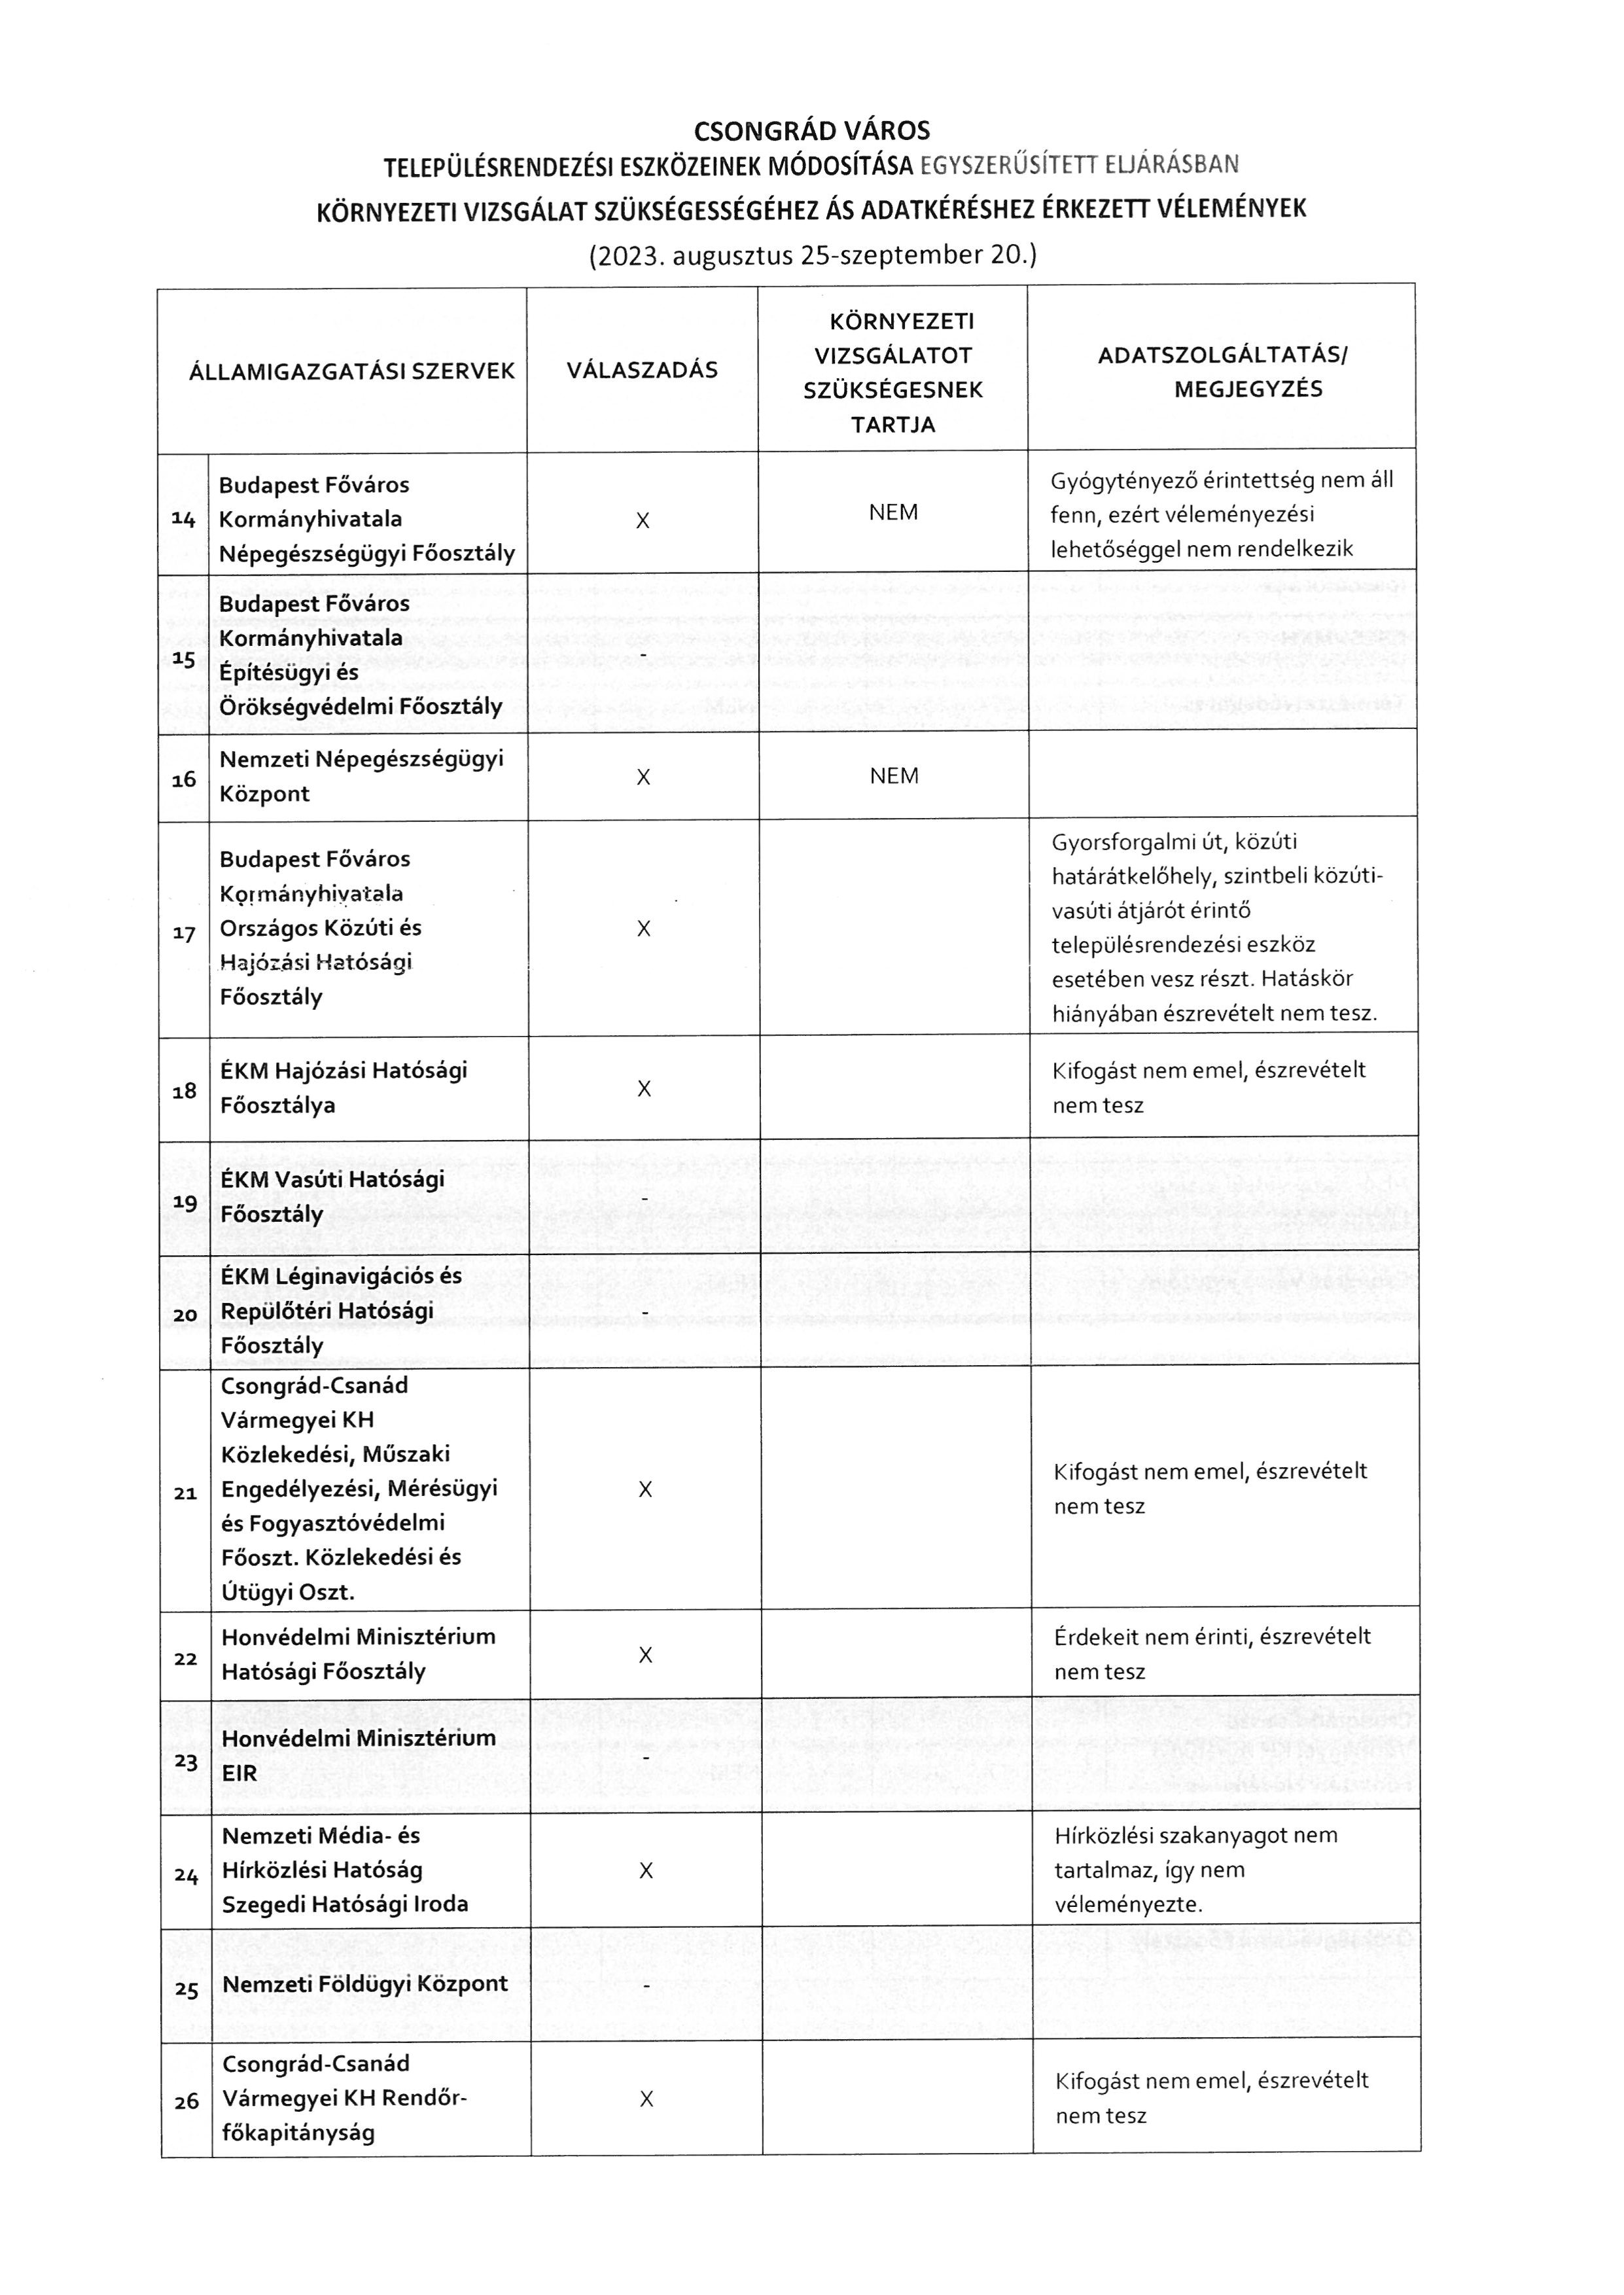 CSONGRÁD VÁROS
TELEPÜLÉSRENDEZÉSI ESZKÖZEINEK MÓDOSÍTÁSA EGYSZERŰSÍTETT ELJÁRÁSBAN
KÖRNYEZETI VIZSGÁLAT SZÜKSÉGESSÉGÉHEZ ÁS ADATKÉRÉSHEZ ÉRKEZETT VÉLEMÉNYEK
(2023. augusztus 25-szeptember 20.)
ÁLLAMIGAZGATÁSI SZERVEK
VÁLASZADÁS
KÖRNYEZETI
VIZSGÁLATOT
SZÜKSÉGESNEK
TARTJA
ADATSZOLGÁLTATÁS/
MEGJEGYZÉS
14
Budapest Főváros
Kormányhivatala
Népegészségügyi Főosztály
X
NEM
Gyógytényező érintettség nem áll
fenn, ezért véleményezési
lehetőséggel nem rendelkezik
15
Budapest Főváros
Kormányhivatala
Építésügyi és
Örökségvédelmi Főosztály
-
16
Nemzeti Népegészségügyi
Központ
X
NEM
17
Budapest Főváros
Kormányhivatala
Országos Közúti és
Hajózási Hatósági
Főosztály
X
Gyorsforgalmi út, közúti
határátkelőhely, szintbeli közúti-
vasúti átjárót érintő
településrendezési eszköz
esetében vesz részt. Hatáskör
hiányában észrevételt nem tesz.
18
ÉKM Hajózási Hatósági
Főosztálya
X
Kifogást nem emel, észrevételt
nem tesz
19
ÉKM Vasúti Hatósági
Főosztály
-
20
ÉKM Léginavigációs és
Repülőtéri Hatósági
Főosztály
-
21
Csongrád-Csanád
Vármegyei KH
Közlekedési, Műszaki
Engedélyezési, Mérésügyi
és Fogyasztóvédelmi
Főoszt. Közlekedési és
Útügyi Oszt.
X
Kifogást nem emel, észrevételt
nem tesz
22
Honvédelmi Minisztérium
Hatósági Főosztály
X
Érdekeit nem érinti, észrevételt
nem tesz
23
Honvédelmi Minisztérium
EIR
-
24
Nemzeti Média- és
Hírközlési Hatóság
Szegedi Hatósági Iroda
X
Hírközlési szakanyagot nem
tartalmaz, így nem
véleményezte.
25
Nemzeti Földügyi Központ
-
26
Csongrád-Csanád
Vármegyei KH Rendőr-
főkapitányság
X
Kifogást nem emel, észrevételt
nem tesz